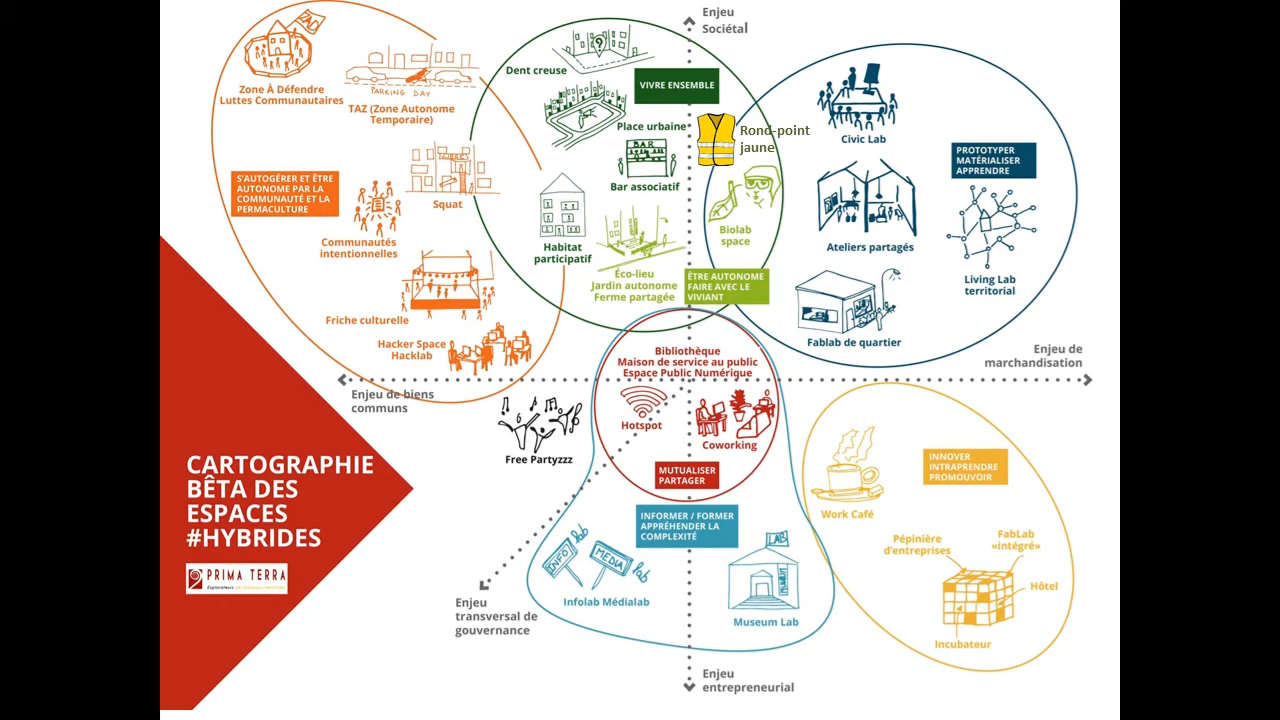 Enjeu
Sociétal
ZAD
Zone À Défendre
Luttes Communautaires
PARKING DAY
TAZ (Zone Autonome
Temporaire)
S'AUTOGÉRER ET ÊTRE
AUTONOME PAR LA
COMMUNAUTÉ ET LA
PERMACULTURE
Squat
Communautés
intentionnelles
Friche culturelle
Hacker Space
Hacklab
Dent creuse
?
VIVRE ENSEMBLE
Place urbaine
BAR
Bar associatif
Habitat
participatif
Éco-lieu
Jardin autonome
Ferme partagée
Rond-point
jaune
Biolab
space
ÊTRE AUTONOME
FAIRE AVEC LE
VIVIANT
Civic Lab
PROTOTYPER
MATÉRIALISER
APPRENDRE
Ateliers partagés
Living Lab
territorial
Fablab de quartier
Enjeu de
marchandisation
Enjeu de biens
communs
Bibliothèque
Maison de service au public
Espace Public Numérique
Hotspot
Coworking
MUTUALISER
PARTAGER
Free Partyzzz
INFORMER / FORMER
APPRÉHENDER LA
COMPLEXITÉ
INFO lab
MEDIA lab
Infolab Médialab
LAB
Museum Lab
INNOVER
INTRAPRENDRE
PROMOUVOIR
Work Café
Pépinière
d'entreprises
FabLab
«intégré»
Hôtel
Incubateur
Enjeu
transversal de
gouvernance
Enjeu
entrepreneurial
CARTOGRAPHIE
BÊTA DES
ESPACES
#HYBRIDES
PRIMA TERRA